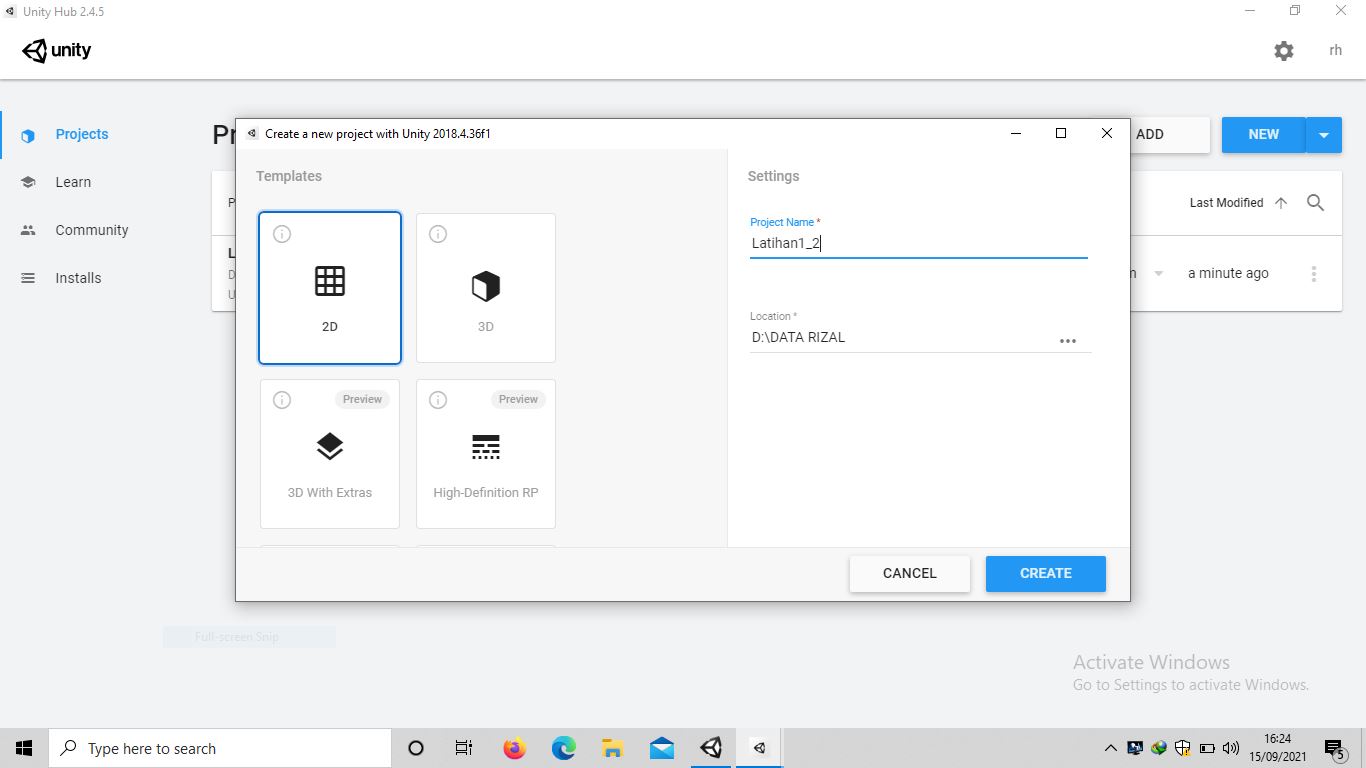 Unity Hub 2.4.5
unity
rh
Projects
Learn
Community
Installs
ADD
NEW
Last Modified
a minute ago
Create a new project with Unity 2018.4.36f1
Templates
2D
3D
Preview
3D With Extras
Preview
High-Definition RP
Settings
Project Name *
Latihan1_2
Location *
D:\DATA RIZAL
CANCEL
CREATE
Full-screen Snip
Activate Windows
Go to Settings to activate Windows.
Type here to search
16:24
15/09/2021
5